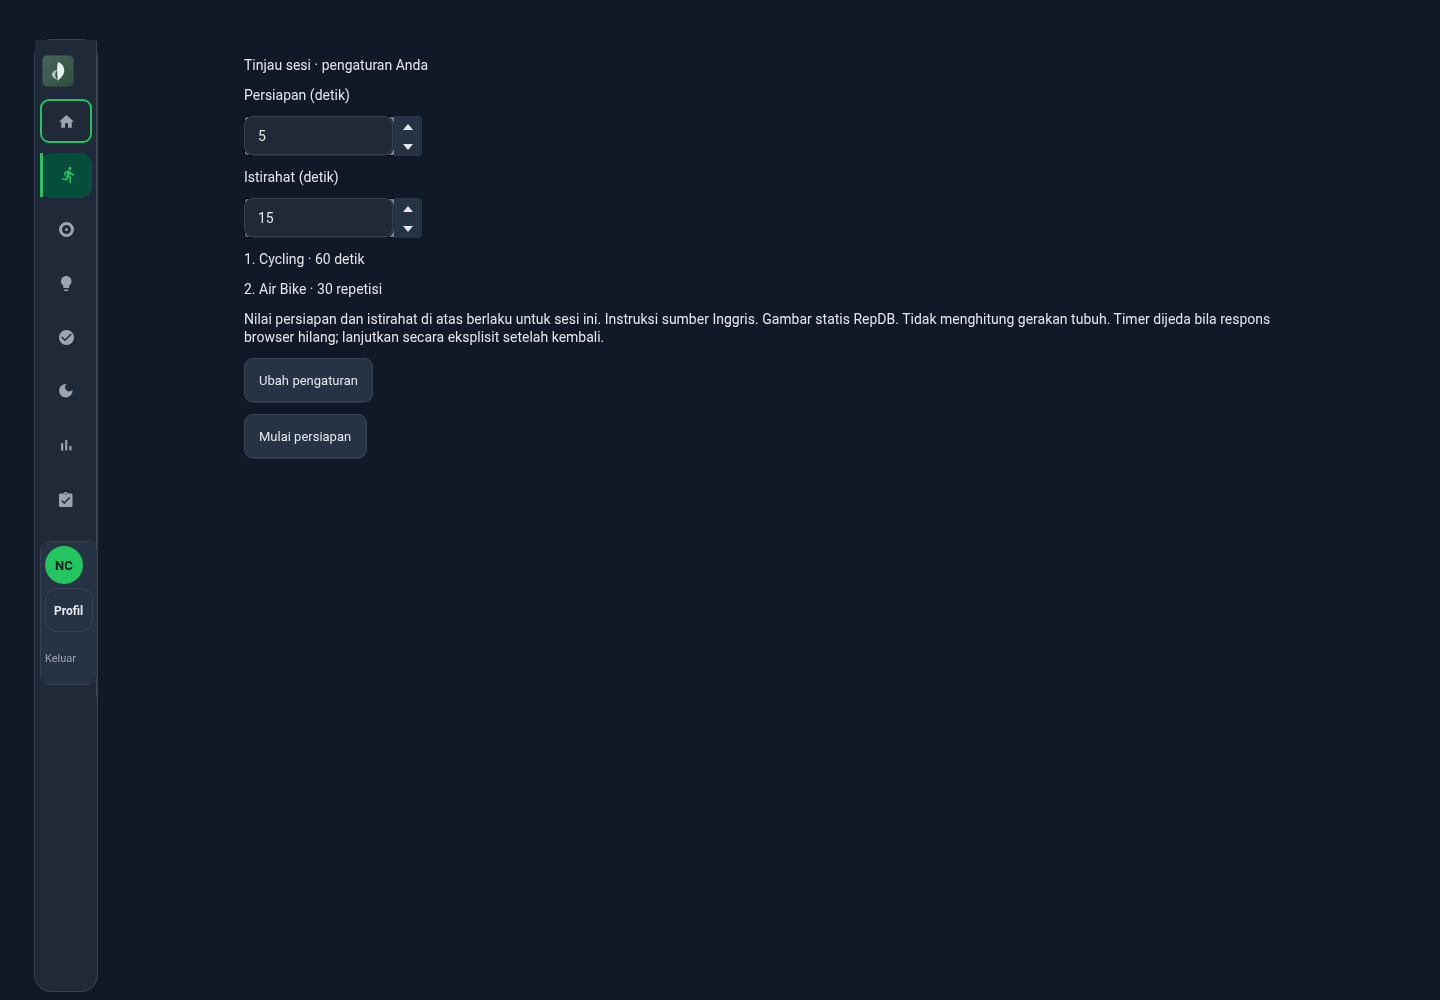 Tinjau sesi · pengaturan Anda
Persiapan (detik)
5
Istirahat (detik)
15
1. Cycling · 60 detik
2. Air Bike · 30 repetisi
Nilai persiapan dan istirahat di atas berlaku untuk sesi ini. Instruksi sumber Inggris. Gambar statis RepDB. Tidak menghitung gerakan tubuh. Timer dijeda bila respons
browser hilang; lanjutkan secara eksplisit setelah kembali.
Ubah pengaturan
Mulai persiapan
NC
Profil
Keluar